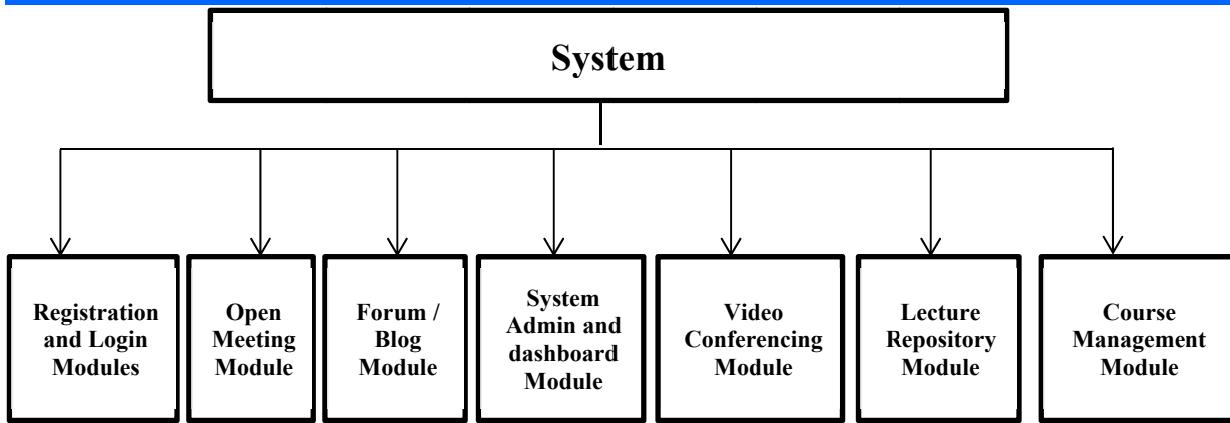 System
Registration
and Login
Modules
Open
Meeting
Module
Forum /
Blog
Module
System
Admin and
dashboard
Module
Video
Conferencing
Module
Lecture
Repository
Module
Course
Management
Module